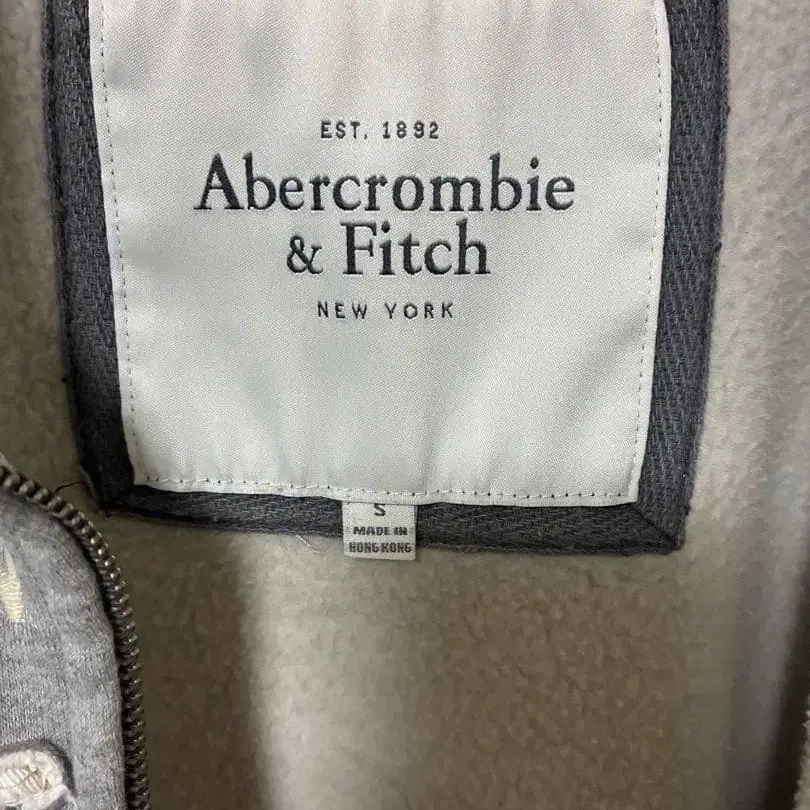 EST. 1892
Abercrombie
& Fitch
NEW YORK
S
MADE IN
HONG KONG